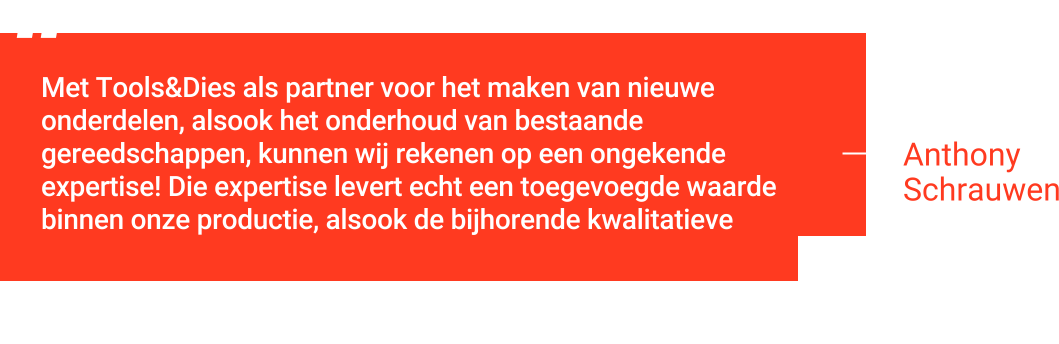 Met Tools&Dies als partner voor het maken van nieuwe
onderdelen, alsook het onderhoud van bestaande
gereedschappen, kunnen wij rekenen op een ongekende
expertise! Die expertise levert echt een toegevoegde waarde
binnen onze productie, alsook de bijhorende kwalitatieve
Anthony
Schrauwen